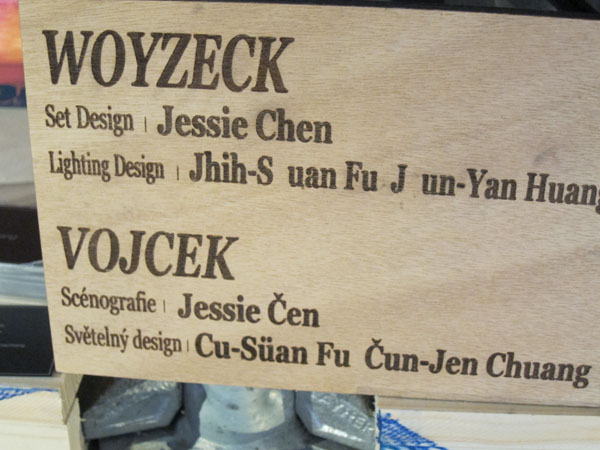 WOYZECK
Set Design | Jessie Chen
Lighting Design | Jhih-S uan Fu J un-Yan Huang
VOJCEK
Scénografie | Jessie Čen
Světelný design | Cu-Süan Fu Čun-Jen Chuang